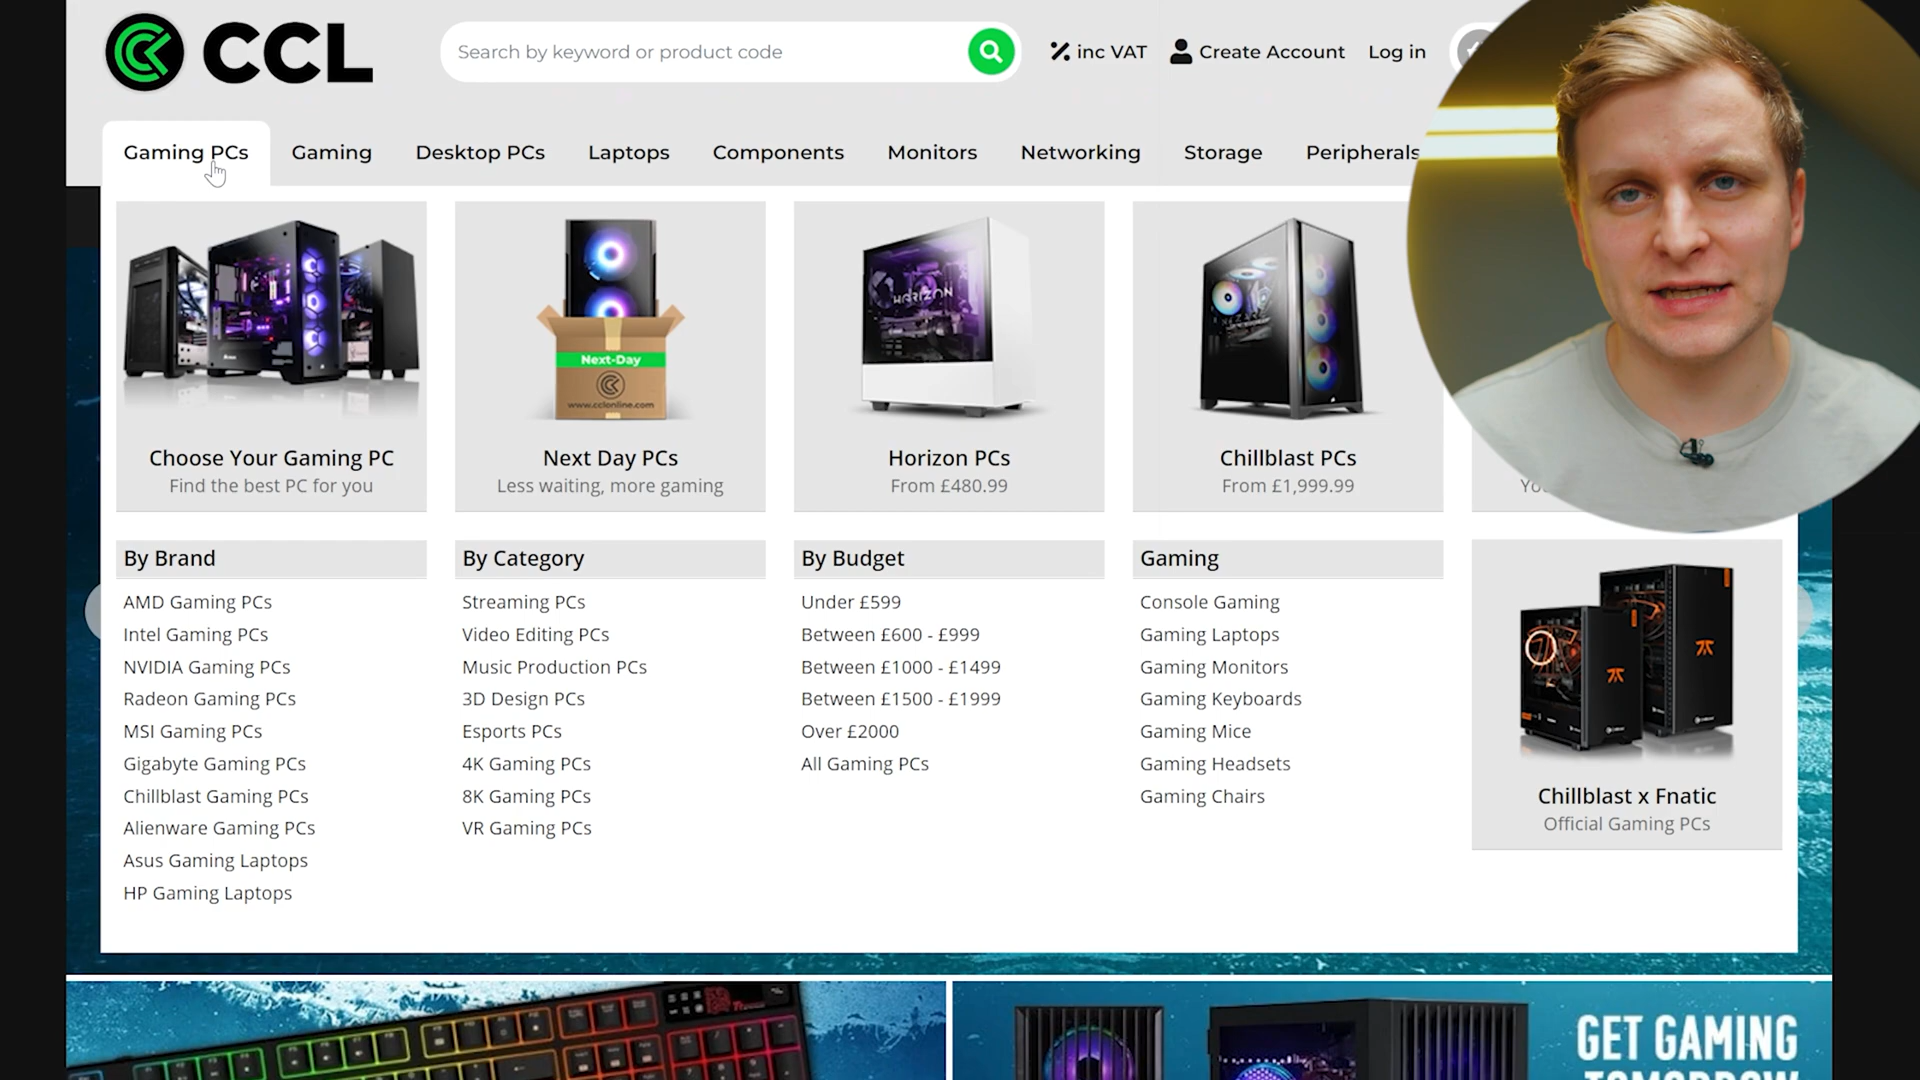 CCL
Search by keyword or product code
inc VAT
Create Account
Log in
Gaming PCs
Gaming
Desktop PCs
Laptops
Components
Monitors
Networking
Storage
Peripherals
HORIZON
Next-Day
www.cclonline.com
Choose Your Gaming PC
Find the best PC for you
Next Day PCs
Less waiting, more gaming
Horizon PCs
From £480.99
Chillblast PCs
From £1,999.99
By Brand
AMD Gaming PCs
Intel Gaming PCs
NVIDIA Gaming PCs
Radeon Gaming PCs
MSI Gaming PCs
Gigabyte Gaming PCs
Chillblast Gaming PCs
Alienware Gaming PCs
Asus Gaming Laptops
HP Gaming Laptops
By Category
Streaming PCs
Video Editing PCs
Music Production PCs
3D Design PCs
Esports PCs
4K Gaming PCs
8K Gaming PCs
VR Gaming PCs
By Budget
Under £599
Between £600 - £999
Between £1000 - £1499
Between £1500 - £1999
Over £2000
All Gaming PCs
Gaming
Console Gaming
Gaming Laptops
Gaming Monitors
Gaming Keyboards
Gaming Mice
Gaming Headsets
Gaming Chairs
Chillblast x Fnatic
Official Gaming PCs
GET GAMING
TOMORROW